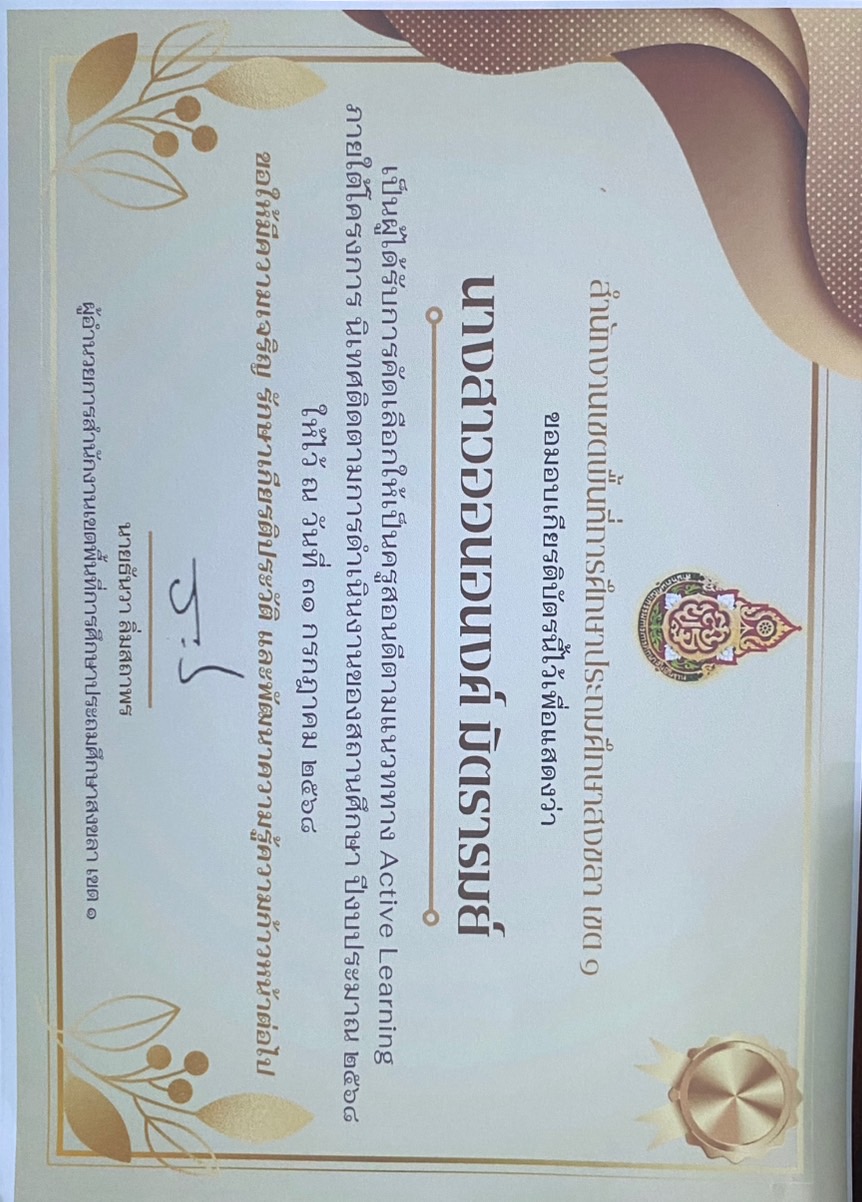 สำนักงานเขตพื้นที่การศึกษาประถมศึกษาสงขลา เขต ๑
ขอมอบเกียรติบัตรนี้ไว้เพื่อแสดงว่า
นางสาวออนอนงค์ มิตรารมย์
เป็นผู้ได้รับการคัดเลือกให้เป็นครูสอนดีตามแนวททาง Active Learning
ภายใต้โครงการ นิเทศติดตามการดำเนินงานของสถานศึกษา ปีงบประมาณ ๒๕๖๘
ให้ไว้ ณ วันที่ ๓๑ กรกฎาคม ๒๕๖๘
ขอให้มีความเจริญ รักษาเกียรติประวัติ และพัฒนาความรู้ความก้าวหน้าต่อไป
นายธันวา ลิ่มสถาพร
ผู้อำนวยการสำนักงานเขตพื้นที่การศึกษาประถมศึกษาสงขลา เขต ๑